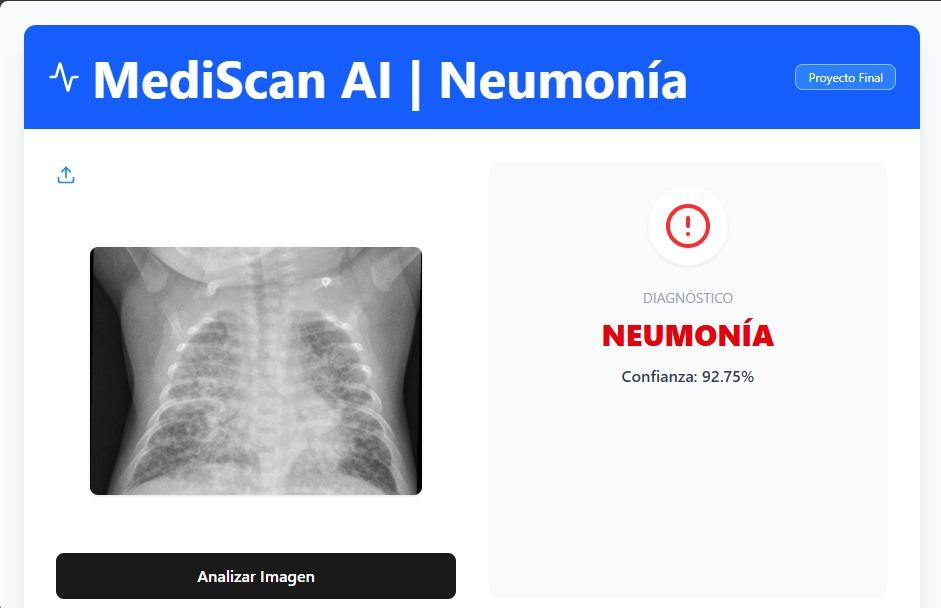 MediScan AI | Neumonía
Proyecto Final
DIAGNÓSTICO
NEUMONÍA
Confianza: 92.75%
Analizar Imagen